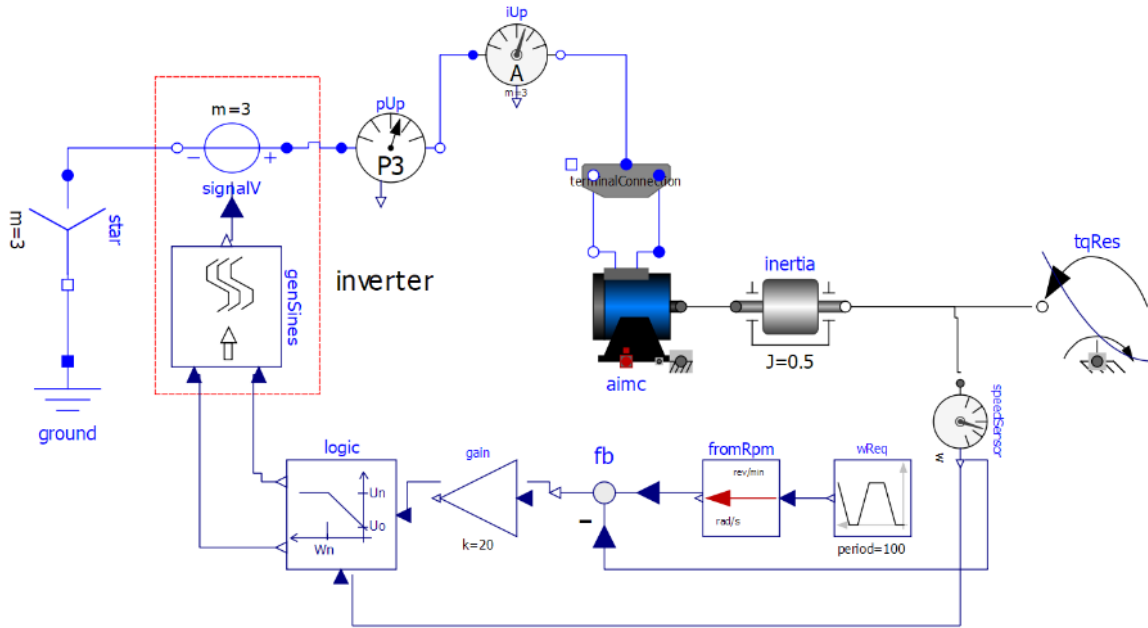 iUp
A
m=3
m=3
pUp
P3
− +
signalV
terminalConnection
m=3
star
genSines
inverter
tqRes
inertia
J=0.5
aimc
ground
speedSensor
w
logic
Un
Uo
Wn
gain
k=20
fb
−
fromRpm
rev/min
rad/s
wReq
period=100